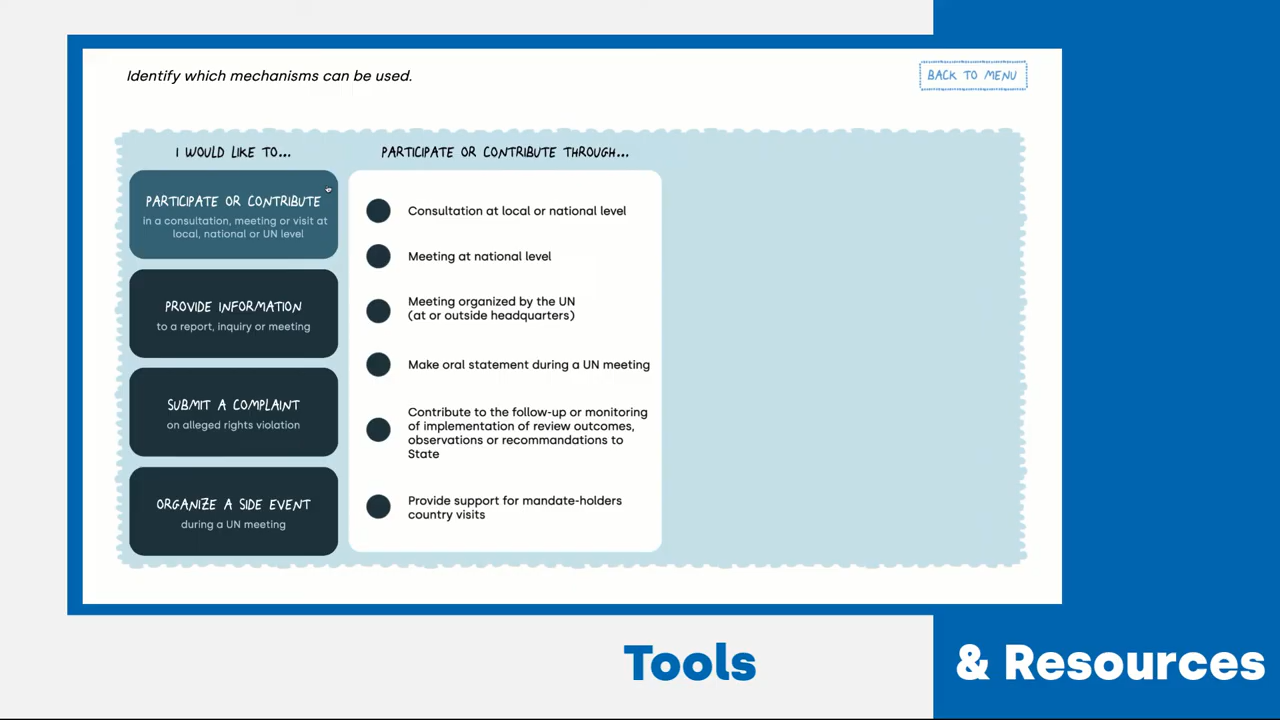 Identify which mechanisms can be used.
BACK TO MENU
I WOULD LIKE TO...
PARTICIPATE OR CONTRIBUTE
in a consultation, meeting or visit at
local, national or UN level
PROVIDE INFORMATION
to a report, inquiry or meeting
SUBMIT A COMPLAINT
on alleged rights violation
ORGANIZE A SIDE EVENT
during a UN meeting
PARTICIPATE OR CONTRIBUTE THROUGH...
Consultation at local or national level
Meeting at national level
Meeting organized by the UN
(at or outside headquarters)
Make oral statement during a UN meeting
Contribute to the follow-up or monitoring
of implementation of review outcomes,
observations or recommandations to
State
Provide support for mandate-holders
country visits
Tools & Resources